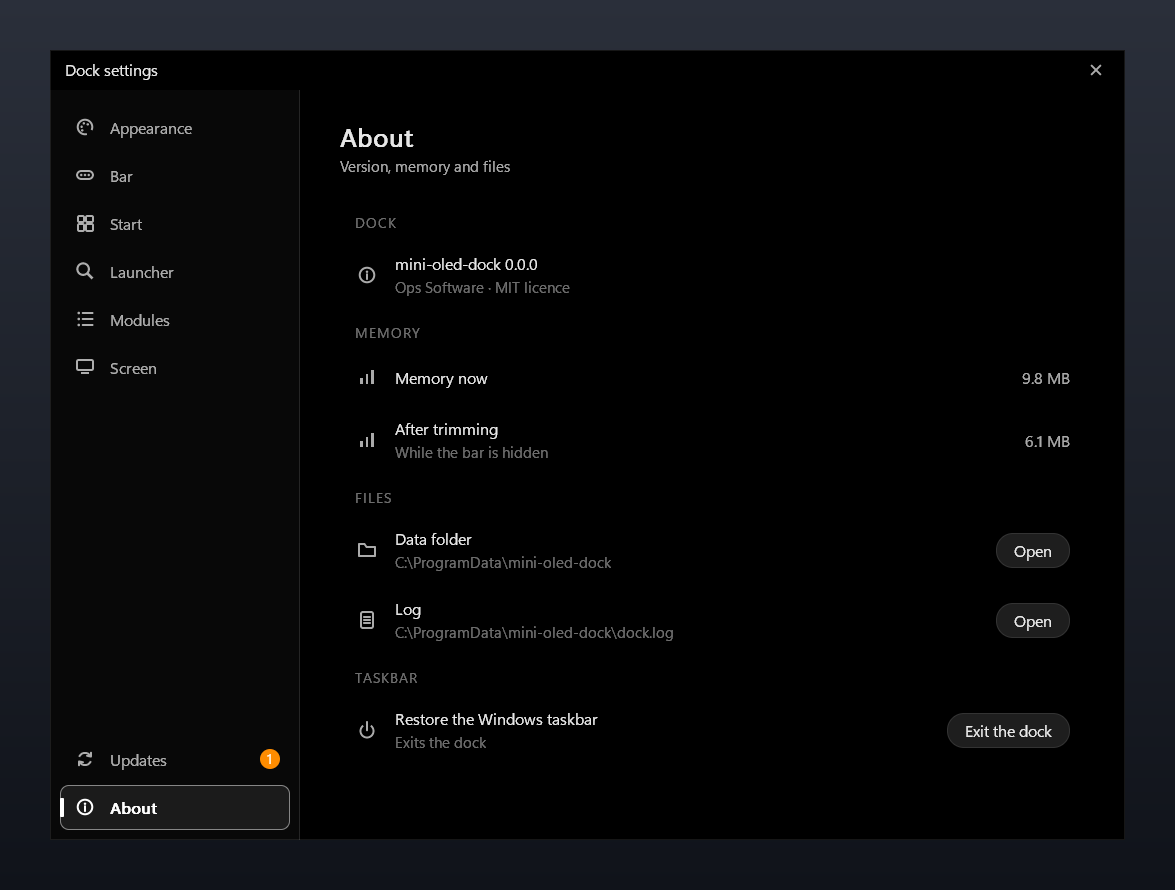 Dock settings
Appearance
Bar
Start
Launcher
Modules
Screen
Updates
1
About
About
Version, memory and files
DOCK
mini-oled-dock 0.0.0
Ops Software · MIT licence
MEMORY
Memory now
9.8 MB
After trimming
While the bar is hidden
6.1 MB
FILES
Data folder
C:\ProgramData\mini-oled-dock
Open
Log
C:\ProgramData\mini-oled-dock\dock.log
Open
TASKBAR
Restore the Windows taskbar
Exits the dock
Exit the dock